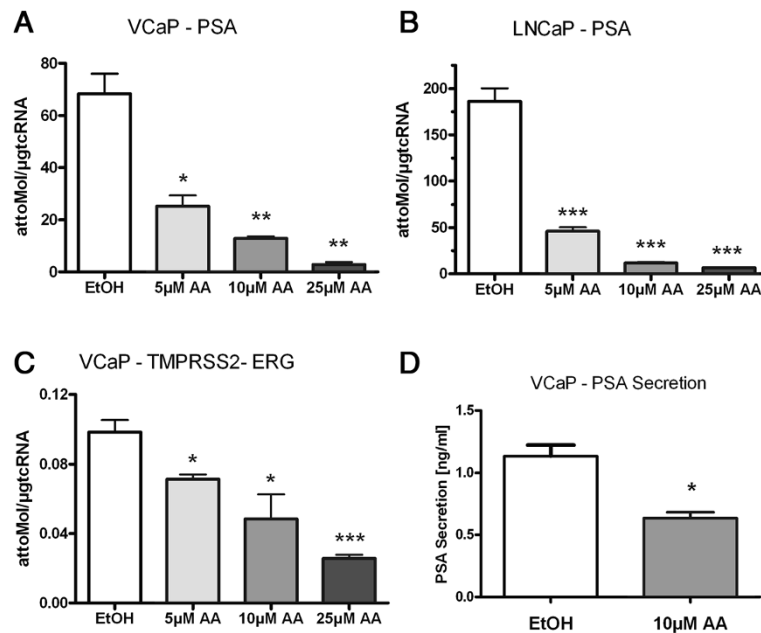 A
VCaP - PSA
attoMol/µgtcRNA
80
60
40
20
0
*
**
**
EtOH 5µM AA 10µM AA 25µM AA
B
LNCaP - PSA
attoMol/µgtcRNA
200
150
100
50
0
***
***
***
EtOH 5µM AA 10µM AA 25µM AA
C
VCaP - TMPRSS2- ERG
attoMol/µgtcRNA
0.12
0.08
0.04
0.00
*
*
***
EtOH 5µM AA 10µM AA 25µM AA
D
VCaP - PSA Secretion
PSA Secretion [ng/ml]
1.5
1.0
0.5
0.0
*
EtOH 10µM AA